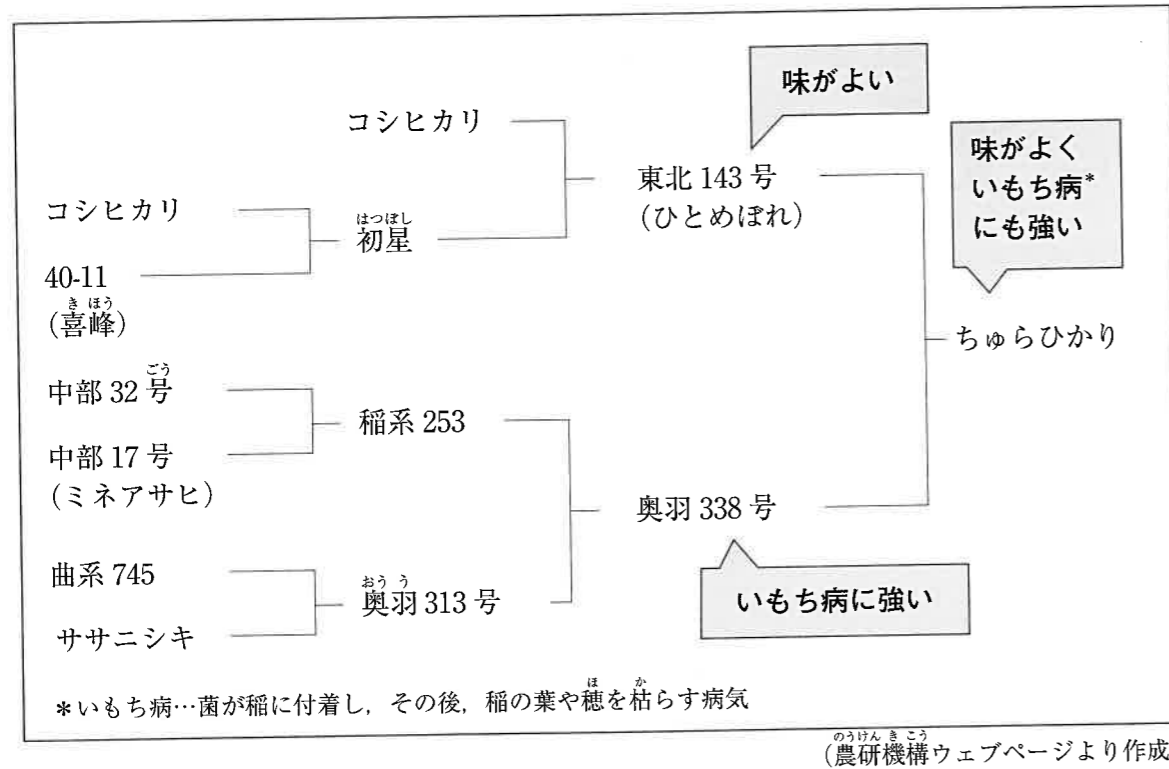 味がよい
コシヒカリ
味がよく
いもち病*
にも強い
東北 143 号
(ひとめぼれ)
コシヒカリ
はつぼし
初星
40-11
き ほう
(喜峰)
ちゅらひかり
ごう
中部 32 号
稲系 253
中部 17 号
(ミネアサヒ)
奥羽 338 号
曲系 745
おう う
奥羽 313 号
いもち病に強い
ササニシキ
ほ か
*いもち病…菌が稲に付着し,その後,稲の葉や穂を枯らす病気
のうけん き こう
(農研機構ウェブページより作成